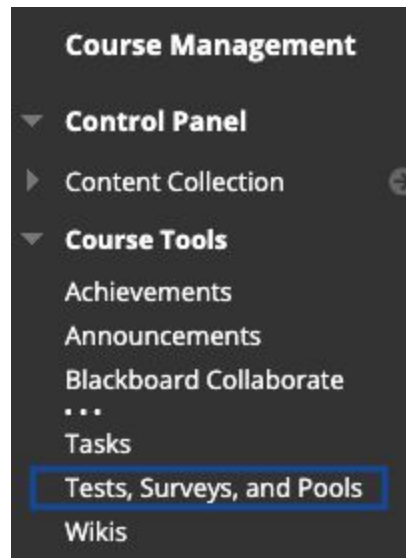 Course Management
Control Panel
Content Collection
Course Tools
Achievements
Announcements
Blackboard Collaborate
...
Tasks
Tests, Surveys, and Pools
Wikis